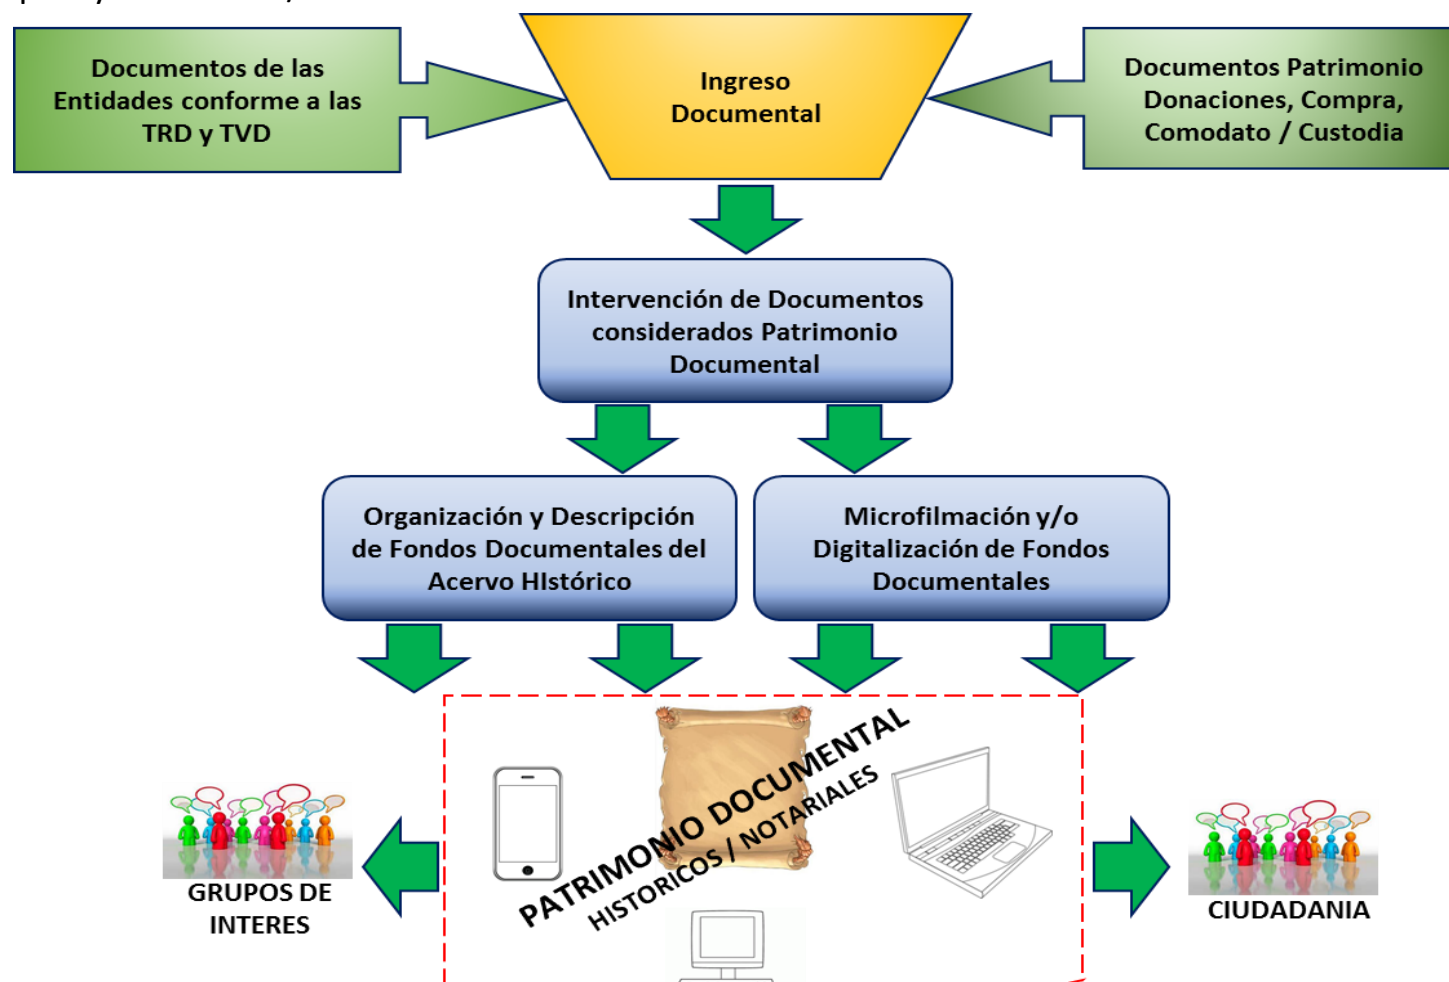 Documentos de las
Entidades conforme a las
TRD y TVD
Ingreso
Documental
Documentos Patrimonio
Donaciones, Compra,
Comodato / Custodia
Intervención de Documentos
considerados Patrimonio
Documental
Organización y Descripción
de Fondos Documentales del
Acervo HIstórico
Microfilmación y/o
Digitalización de Fondos
Documentales
PATRIMONIO DOCUMENTAL
HISTORICOS / NOTARIALES
GRUPOS DE
INTERES
CIUDADANIA